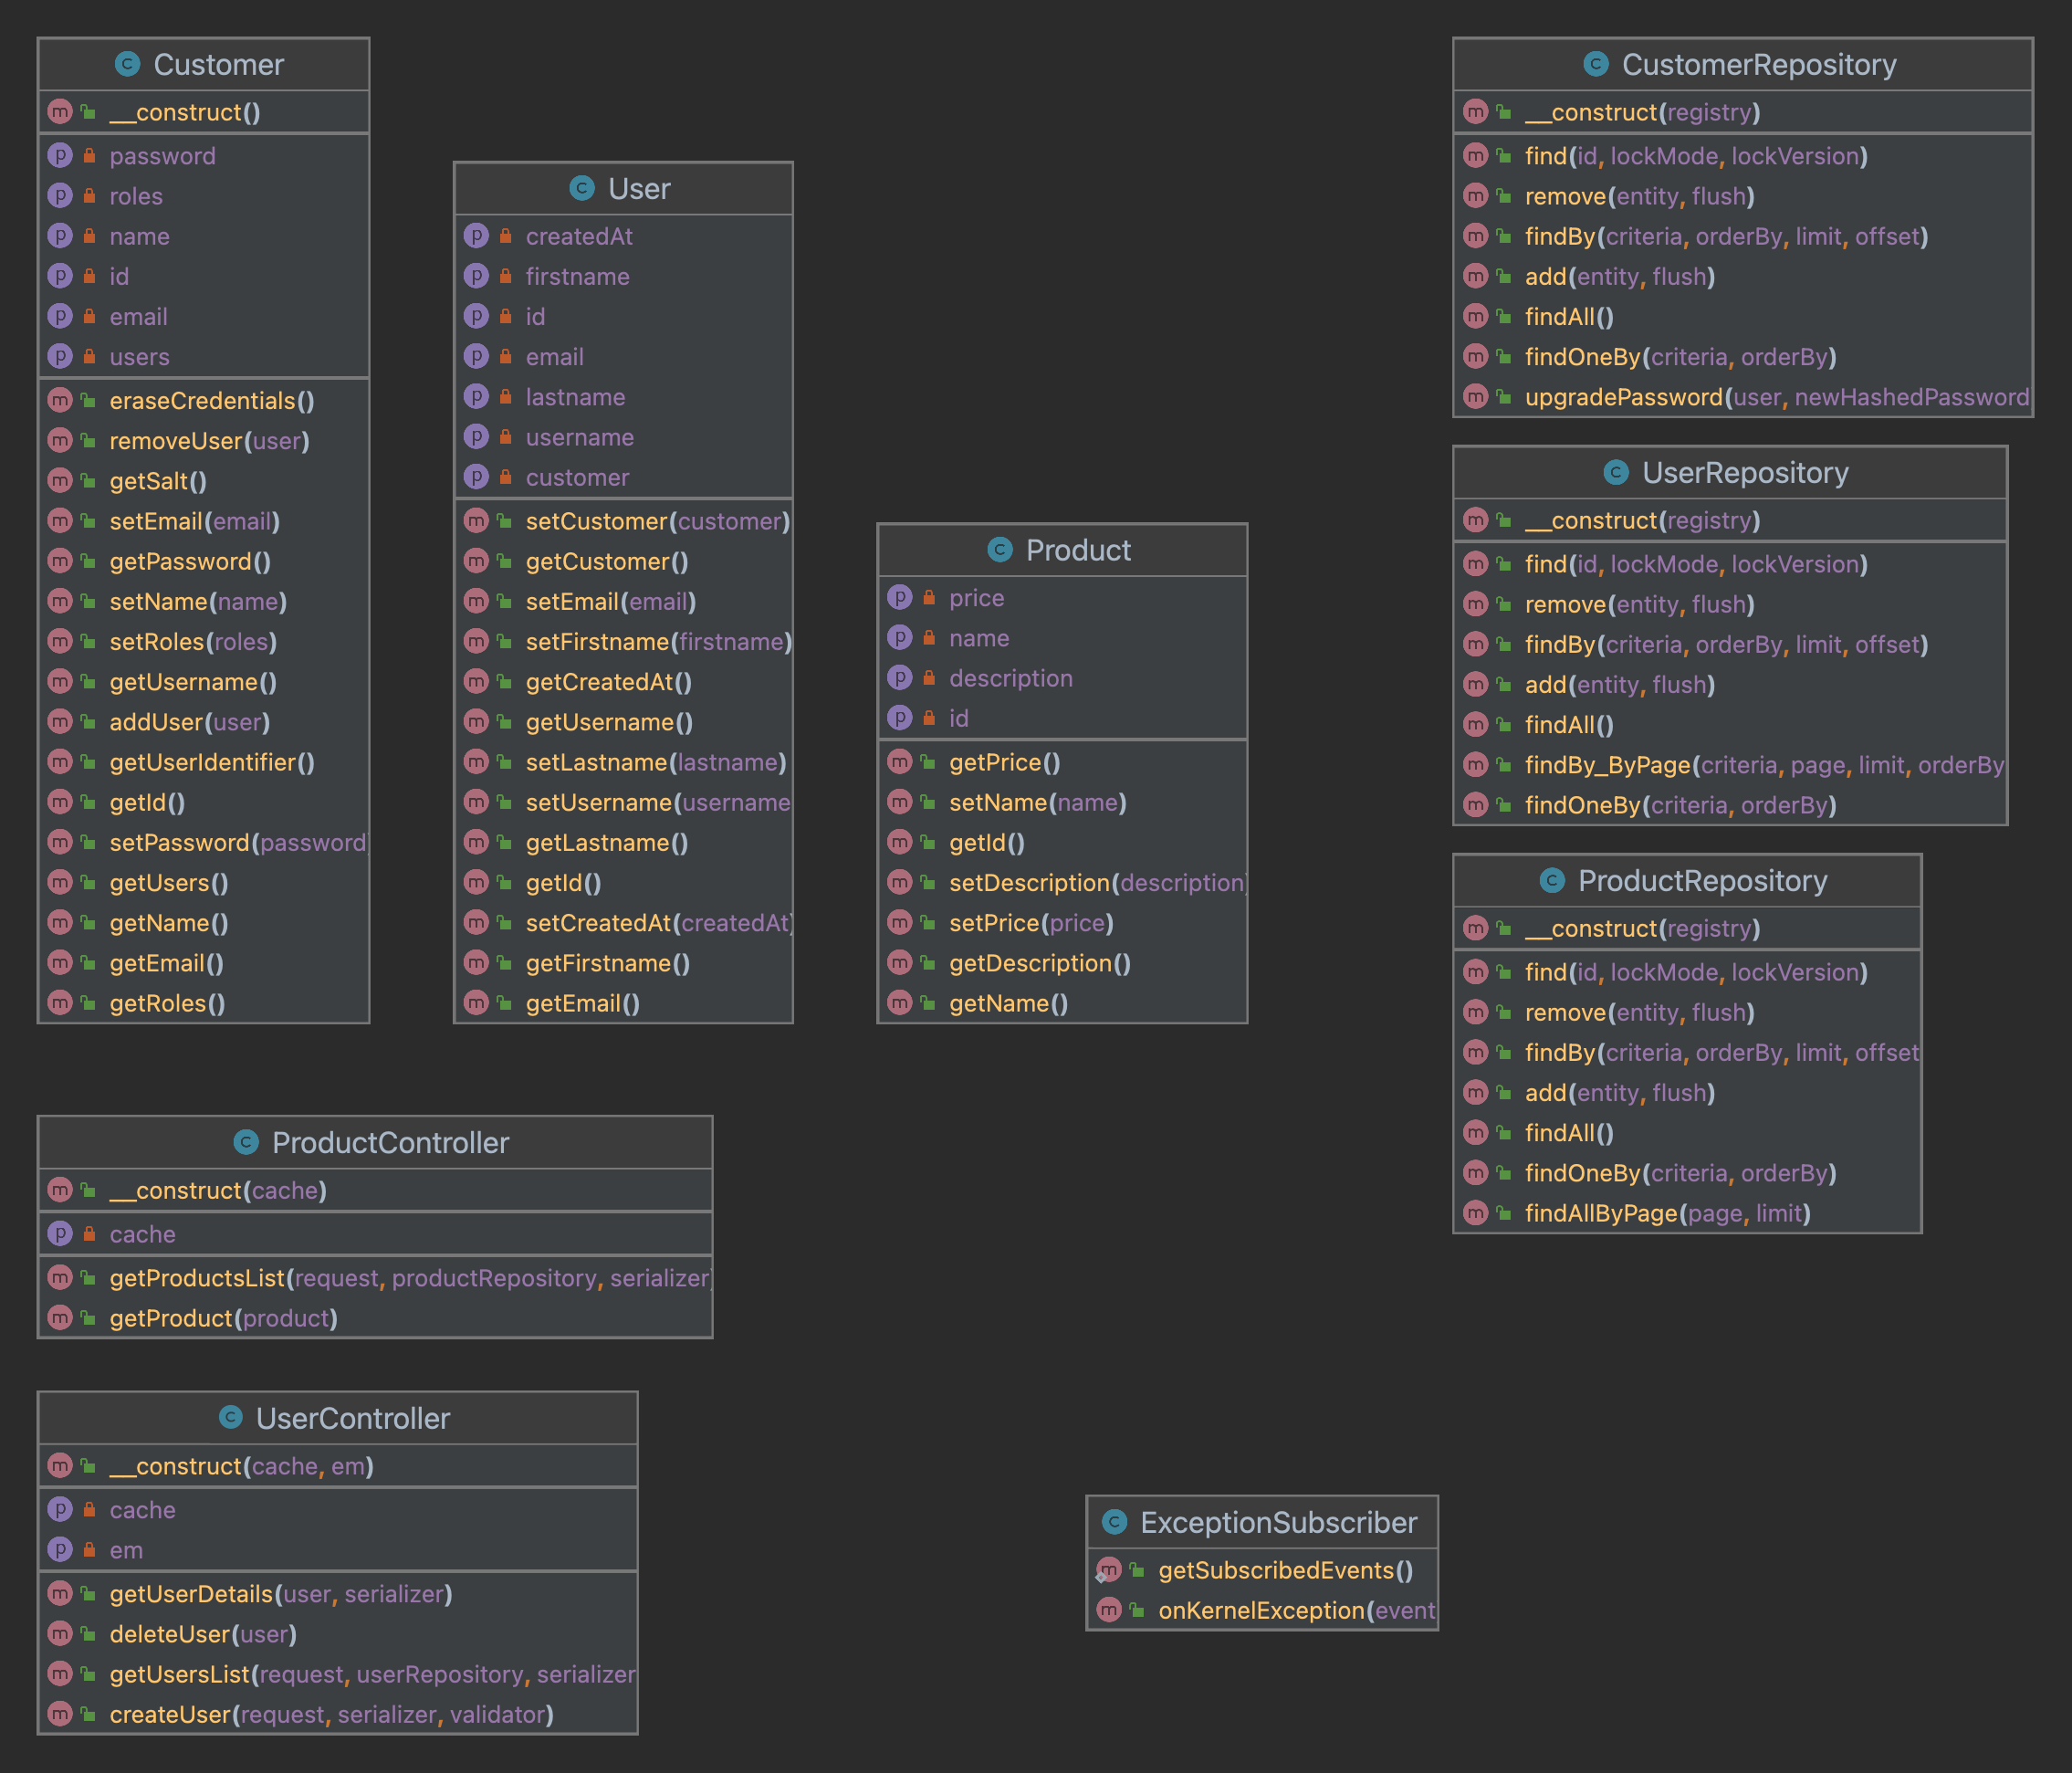 Customer
__construct()
password
roles
name
id
email
users
eraseCredentials()
removeUser(user)
getSalt()
setEmail(email)
getPassword()
setName(name)
setRoles(roles)
getUsername()
addUser(user)
getUserIdentifier()
getId()
setPassword(password)
getUsers()
getName()
getEmail()
getRoles()
User
createdAt
firstname
id
email
lastname
username
customer
setCustomer(customer)
getCustomer()
setEmail(email)
setFirstname(firstname)
getCreatedAt()
getUsername()
setLastname(lastname)
setUsername(username
getLastname()
getId()
setCreatedAt(createdAt)
getFirstname()
getEmail()
Product
price
name
description
id
getPrice()
setName(name)
getId()
setDescription(description)
setPrice(price)
getDescription()
getName()
CustomerRepository
__construct(registry)
find(id, lockMode, lockVersion)
remove(entity, flush)
findBy(criteria, orderBy, limit, offset)
add(entity, flush)
findAll()
findOneBy(criteria, orderBy)
upgradePassword(user, newHashedPassword
UserRepository
__construct(registry)
find(id, lockMode, lockVersion)
remove(entity, flush)
findBy(criteria, orderBy, limit, offset)
add(entity, flush)
findAll()
findBy_ByPage(criteria, page, limit, orderBy
findOneBy(criteria, orderBy)
ProductRepository
__construct(registry)
find(id, lockMode, lockVersion)
remove(entity, flush)
findBy(criteria, orderBy, limit, offset
add(entity, flush)
findAll()
findOneBy(criteria, orderBy)
findAllByPage(page, limit)
ProductController
__construct(cache)
cache
getProductsList(request, productRepository, serializer)
getProduct(product)
UserController
__construct(cache, em)
cache
em
getUserDetails(user, serializer)
deleteUser(user)
getUsersList(request, userRepository, serializer
createUser(request, serializer, validator)
ExceptionSubscriber
getSubscribedEvents()
onKernelException(event